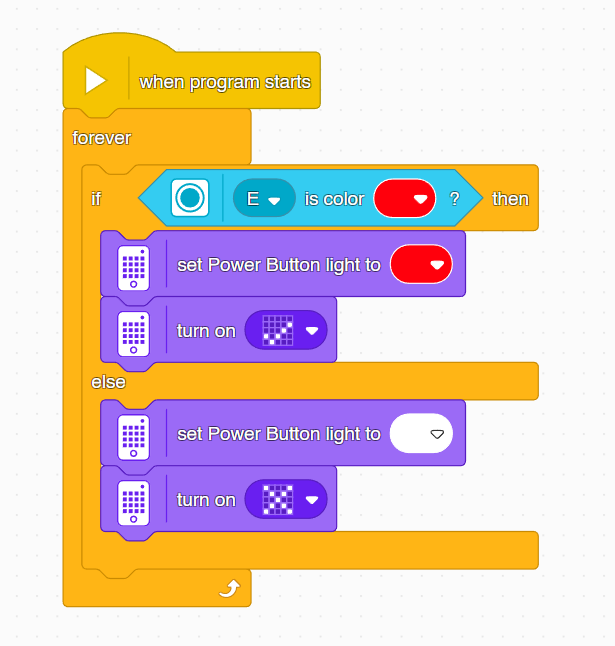 when program starts
forever
if E is color ? then
set Power Button light to
turn on
else
set Power Button light to
turn on